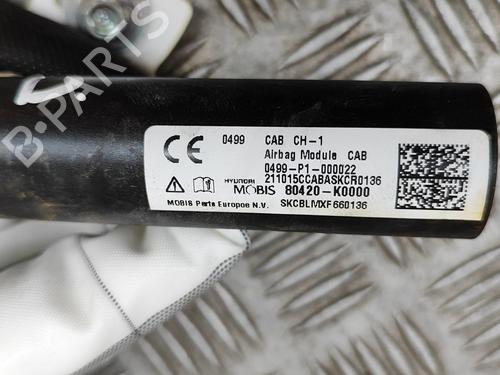 B-PARTS
CE 0499 CAB CH-1
Airbag Module CAB
0499-P1-000022
211015CCABASKCR0136
HYUNDAI MOBIS 80420-K0000
MOBIS Parts Europe N.V. SKCBLMXF660136